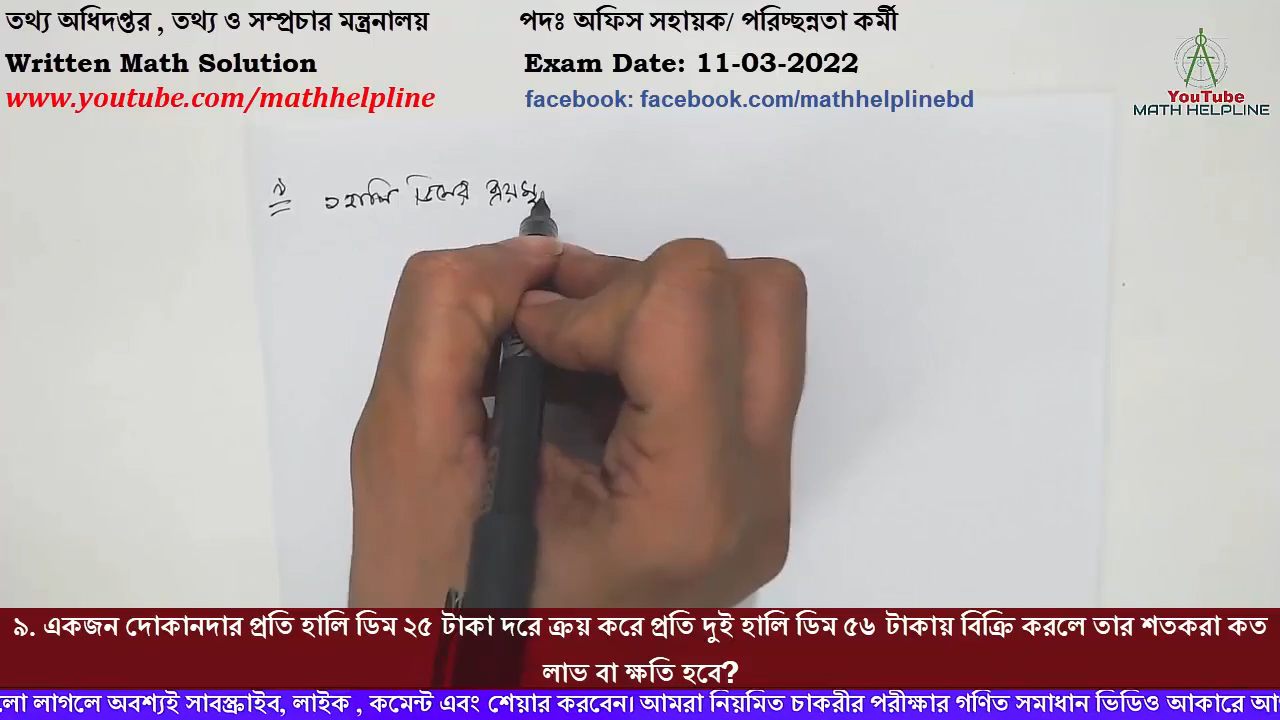 তথ্য অধিদপ্তর , তথ্য ও সম্প্রচার মন্ত্রনালয়
পদঃ অফিস সহায়ক/ পরিচ্ছন্নতা কর্মী
Written Math Solution
Exam Date: 11-03-2022
www.youtube.com/mathhelpline
facebook: facebook.com/mathhelplinebd
YouTube
MATH HELPLINE
৯ ১হালি ডিমের ক্রয়মূ
৯. একজন দোকানদার প্রতি হালি ডিম ২৫ টাকা দরে ক্রয় করে প্রতি দুই হালি ডিম ৫৬ টাকায় বিক্রি করলে তার শতকরা কত
লাভ বা ক্ষতি হবে?
লো লাগলে অবশ্যই সাবস্ক্রাইব, লাইক , কমেন্ট এবং শেয়ার করবেন। আমরা নিয়মিত চাকরীর পরীক্ষার গণিত সমাধান ভিডিও আকারে আ